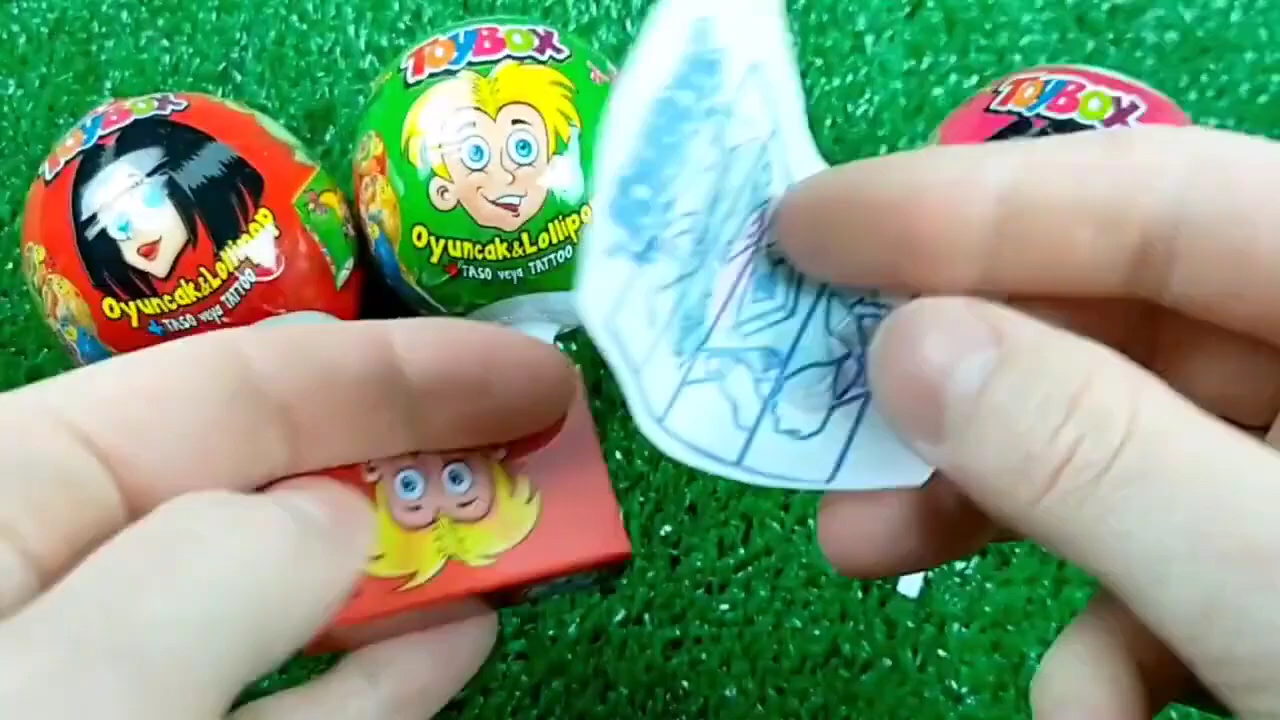 ToyBox
Oyuncak&Lollipop
+ TASO veya TATTOO
ToyBox
Oyuncak&Lollipo
+ TASO veya TATTOO
ToyBox